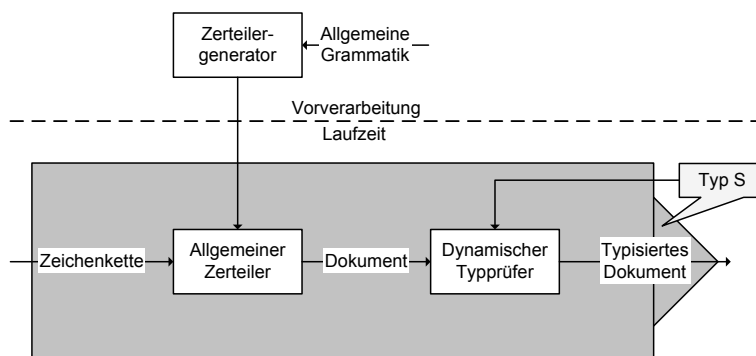 Zerteiler-
generator
Allgemeine
Grammatik
Vorverarbeitung
Laufzeit
Typ S
Zeichenkette
Allgemeiner
Zerteiler
Dokument
Dynamischer
Typprüfer
Typisiertes
Dokument